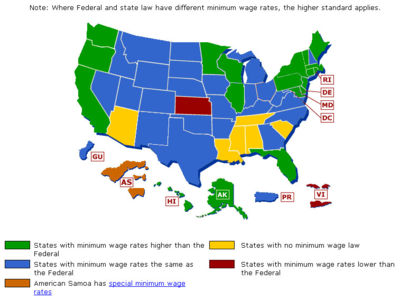 Note: Where Federal and state law have different minimum wage rates, the higher standard applies.
RI
DE
MD
DC
GU
AS
HI
AK
PR
VI
States with minimum wage rates higher than the
Federal
States with no minimum wage law
States with minimum wage rates the same as
the Federal
States with minimum wage rates lower than
the Federal
American Samoa has special minimum wage
rates